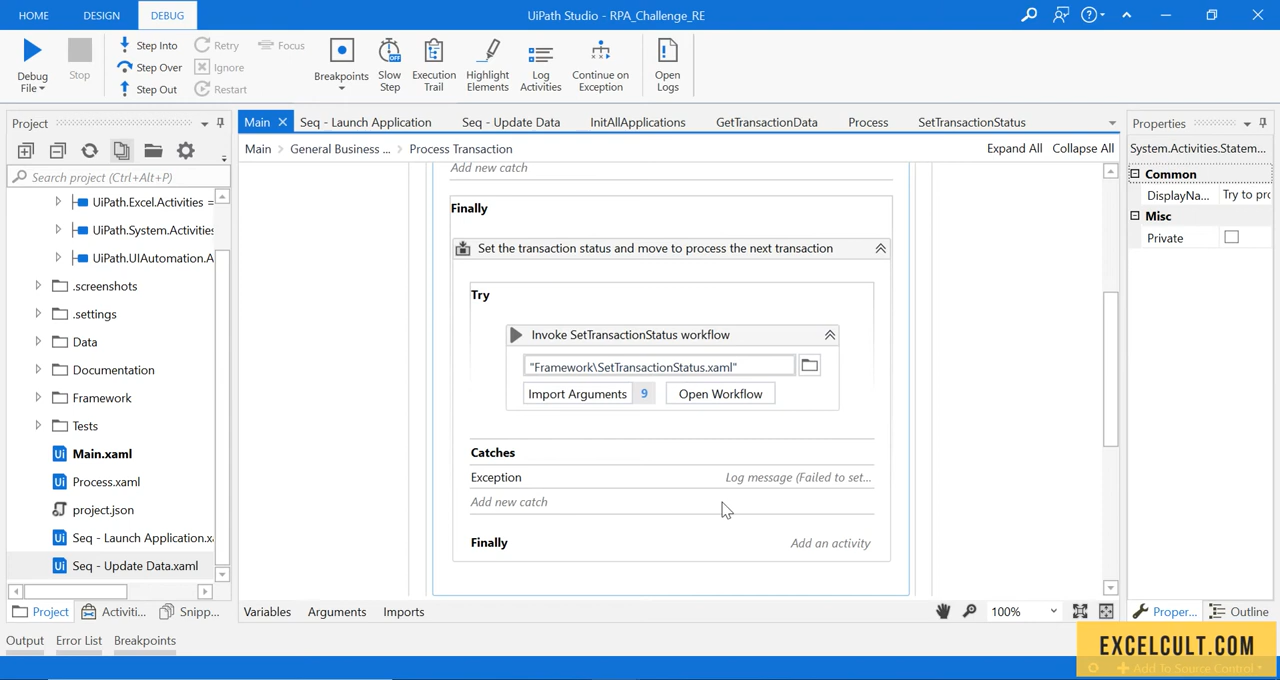 HOME DESIGN DEBUG UiPath Studio - RPA_Challenge_RE
Debug File
Stop
Step Into
Step Over
Step Out
Retry
Ignore
Restart
Focus
Breakpoints
Slow Step
Execution Trail
Highlight Elements
Log Activities
Continue on Exception
Open Logs
Project
Search project (Ctrl+Alt+P)
UiPath.Excel.Activities =
UiPath.System.Activities
UiPath.UIAutomation.A
.screenshots
.settings
Data
Documentation
Framework
Tests
Main.xaml
Process.xaml
project.json
Seq - Launch Application.x
Seq - Update Data.xaml
Project Activiti... Snipp...
Main Seq - Launch Application Seq - Update Data InitAllApplications GetTransactionData Process SetTransactionStatus
Main > General Business ... > Process Transaction Expand All Collapse All
Add new catch
Finally
Set the transaction status and move to process the next transaction
Try
Invoke SetTransactionStatus workflow
"Framework\SetTransactionStatus.xaml"
Import Arguments 9 Open Workflow
Catches
Exception Log message (Failed to set...
Add new catch
Finally Add an activity
Variables Arguments Imports 100%
Properties
System.Activities.Statem...
Common
DisplayNa... Try to pro
Misc
Private
Proper... Outline
Output Error List Breakpoints
EXCELCULT.COM
Add To Source Control